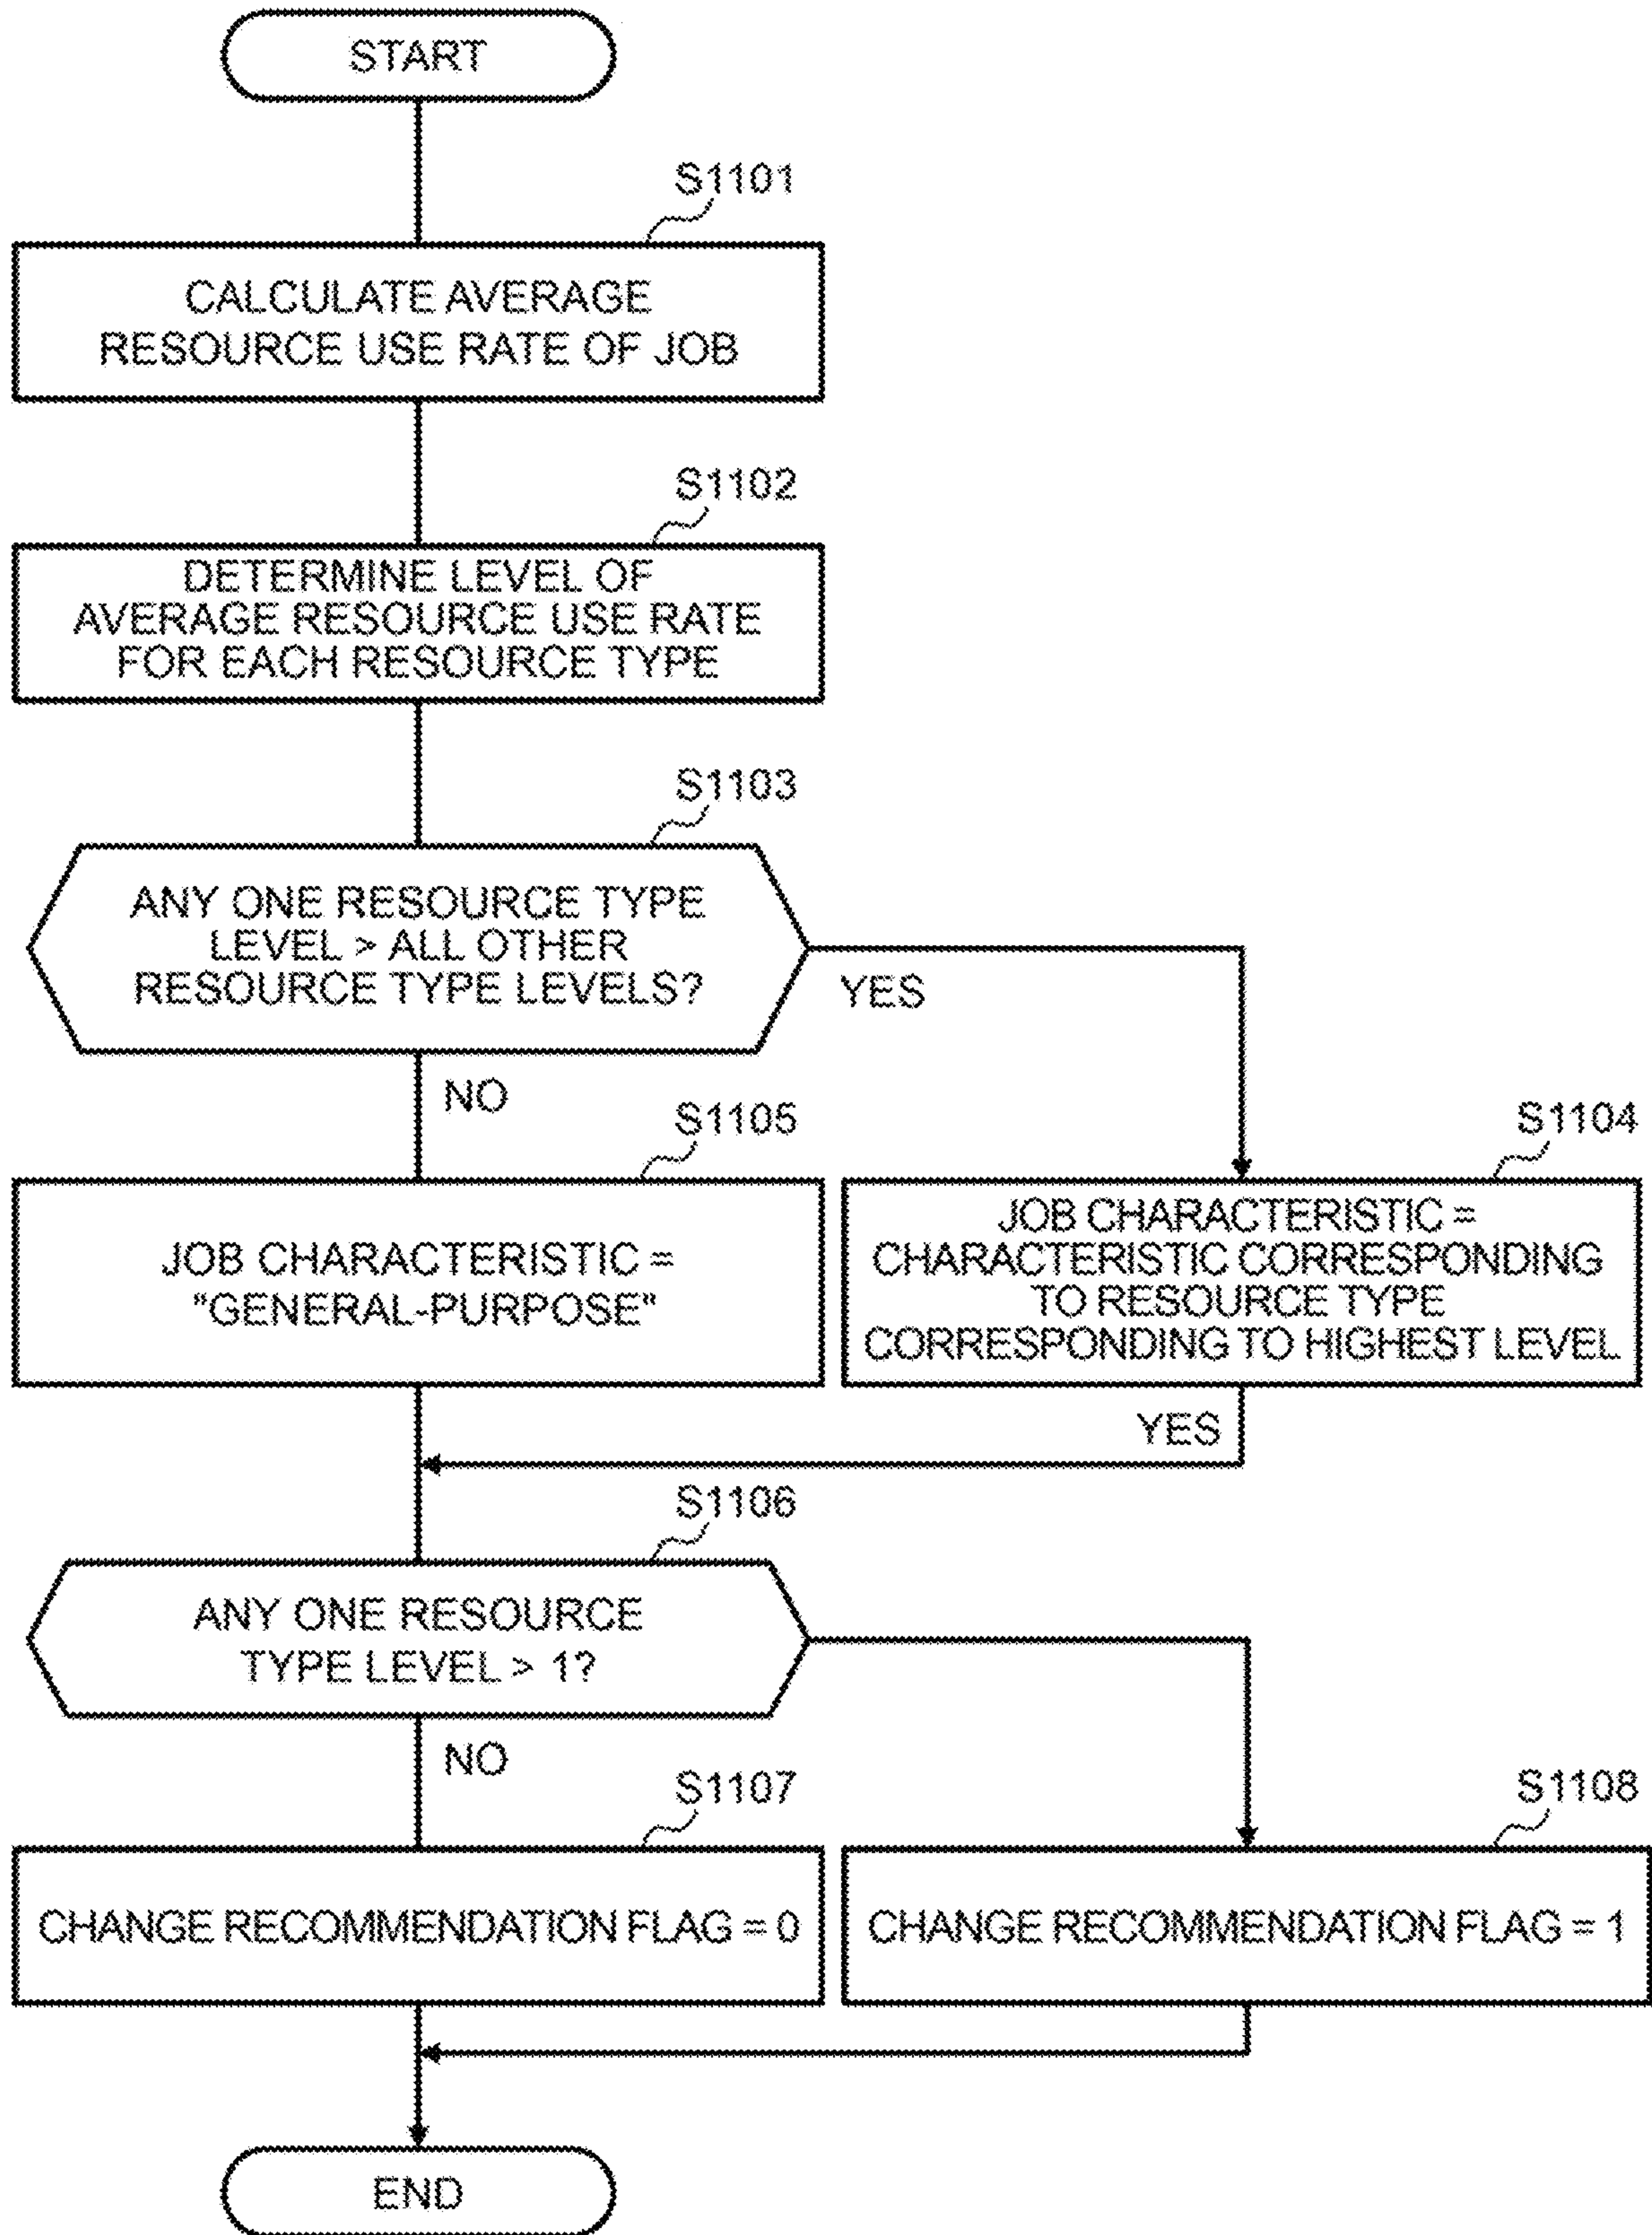 START
S1101
CALCULATE AVERAGE
RESOURCE USE RATE OF JOB
S1102
DETERMINE LEVEL OF
AVERAGE RESOURCE USE RATE
FOR EACH RESOURCE TYPE
S1103
ANY ONE RESOURCE TYPE
LEVEL > ALL OTHER
RESOURCE TYPE LEVELS?
YES
NO
S1105
JOB CHARACTERISTIC =
"GENERAL-PURPOSE"
S1104
JOB CHARACTERISTIC =
CHARACTERISTIC CORRESPONDING
TO RESOURCE TYPE
CORRESPONDING TO HIGHEST LEVEL
YES
S1106
ANY ONE RESOURCE
TYPE LEVEL > 1?
NO
S1107
CHANGE RECOMMENDATION FLAG = 0
S1108
CHANGE RECOMMENDATION FLAG = 1
END